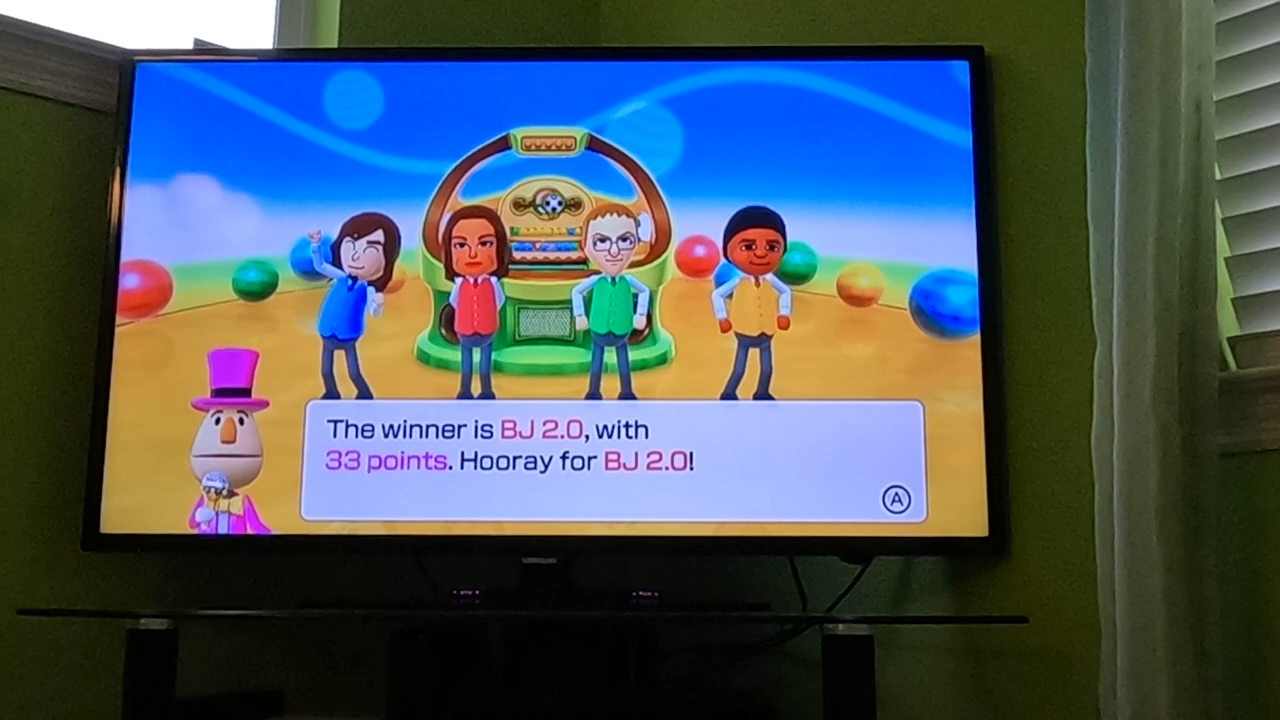 The winner is BJ 2.0, with
33 points. Hooray for BJ 2.0!
A